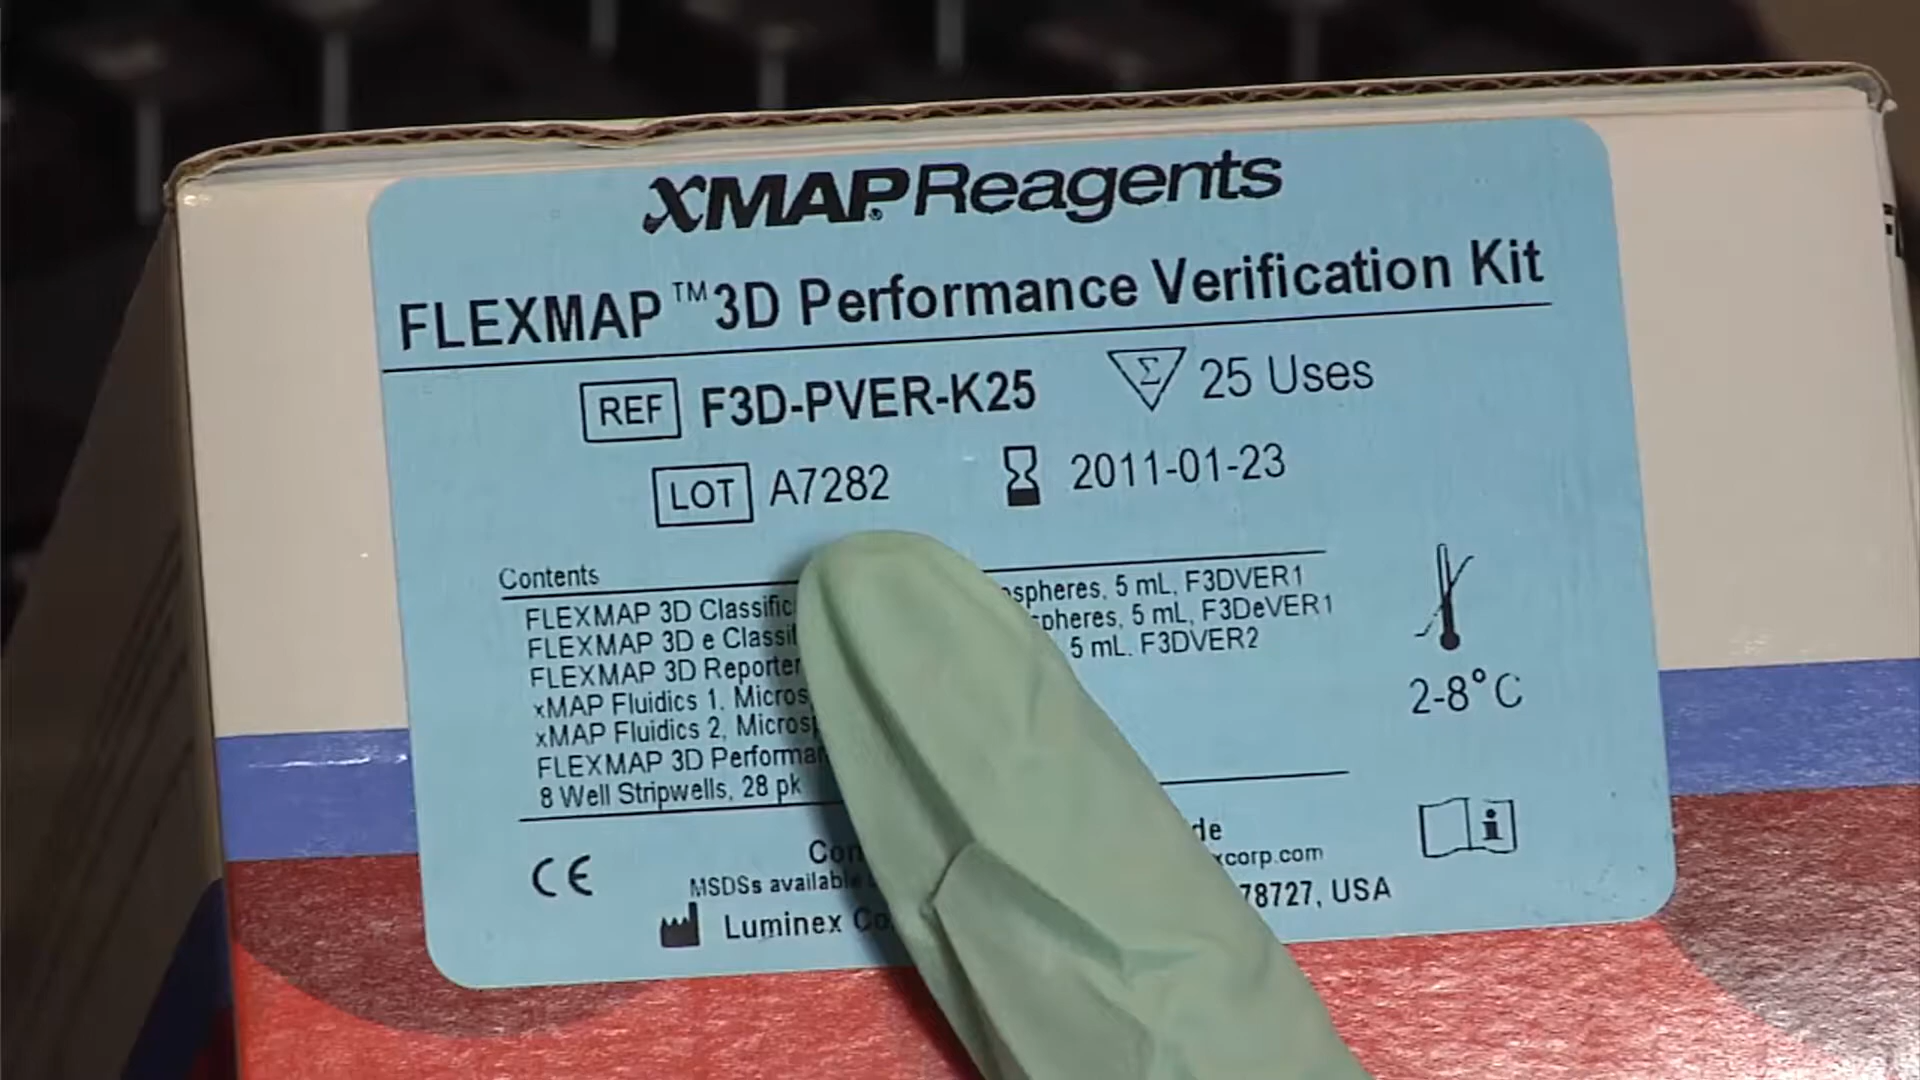 xMAP® Reagents
FLEXMAP™ 3D Performance Verification Kit
REF F3D-PVER-K25 Σ 25 Uses
LOT A7282 2011-01-23
Contents
FLEXMAP 3D Classific spheres, 5 mL, F3DVER1
FLEXMAP 3D e Classif spheres, 5 mL, F3DeVER1
FLEXMAP 3D Reporter 5 mL. F3DVER2
xMAP Fluidics 1, Micros
xMAP Fluidics 2, Microsp
FLEXMAP 3D Performa
8 Well Stripwells, 28 pk
2-8°C
CE Con de
MSDSs available xcorp.com
Luminex Co 78727, USA